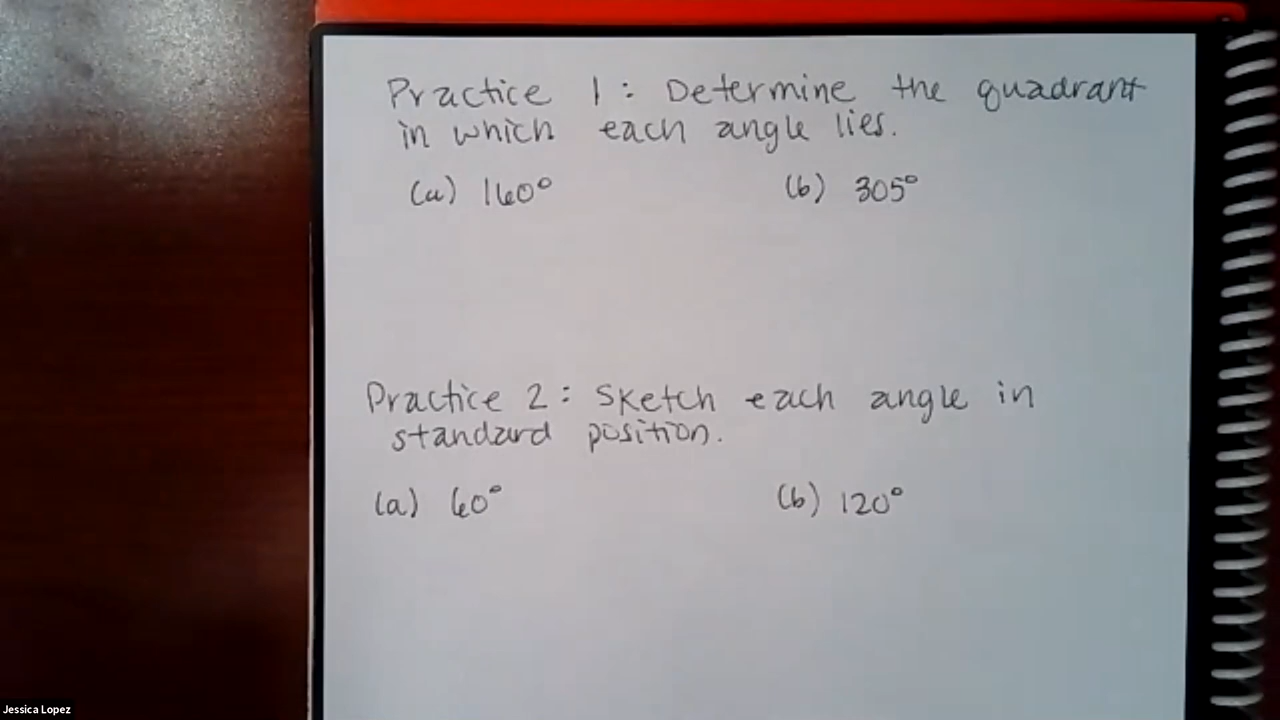 Practice 1: Determine the quadrant
in which each angle lies.
(a) 160° (b) 305°
Practice 2: Sketch each angle in
standard position.
(a) 60° (b) 120°
Jessica Lopez